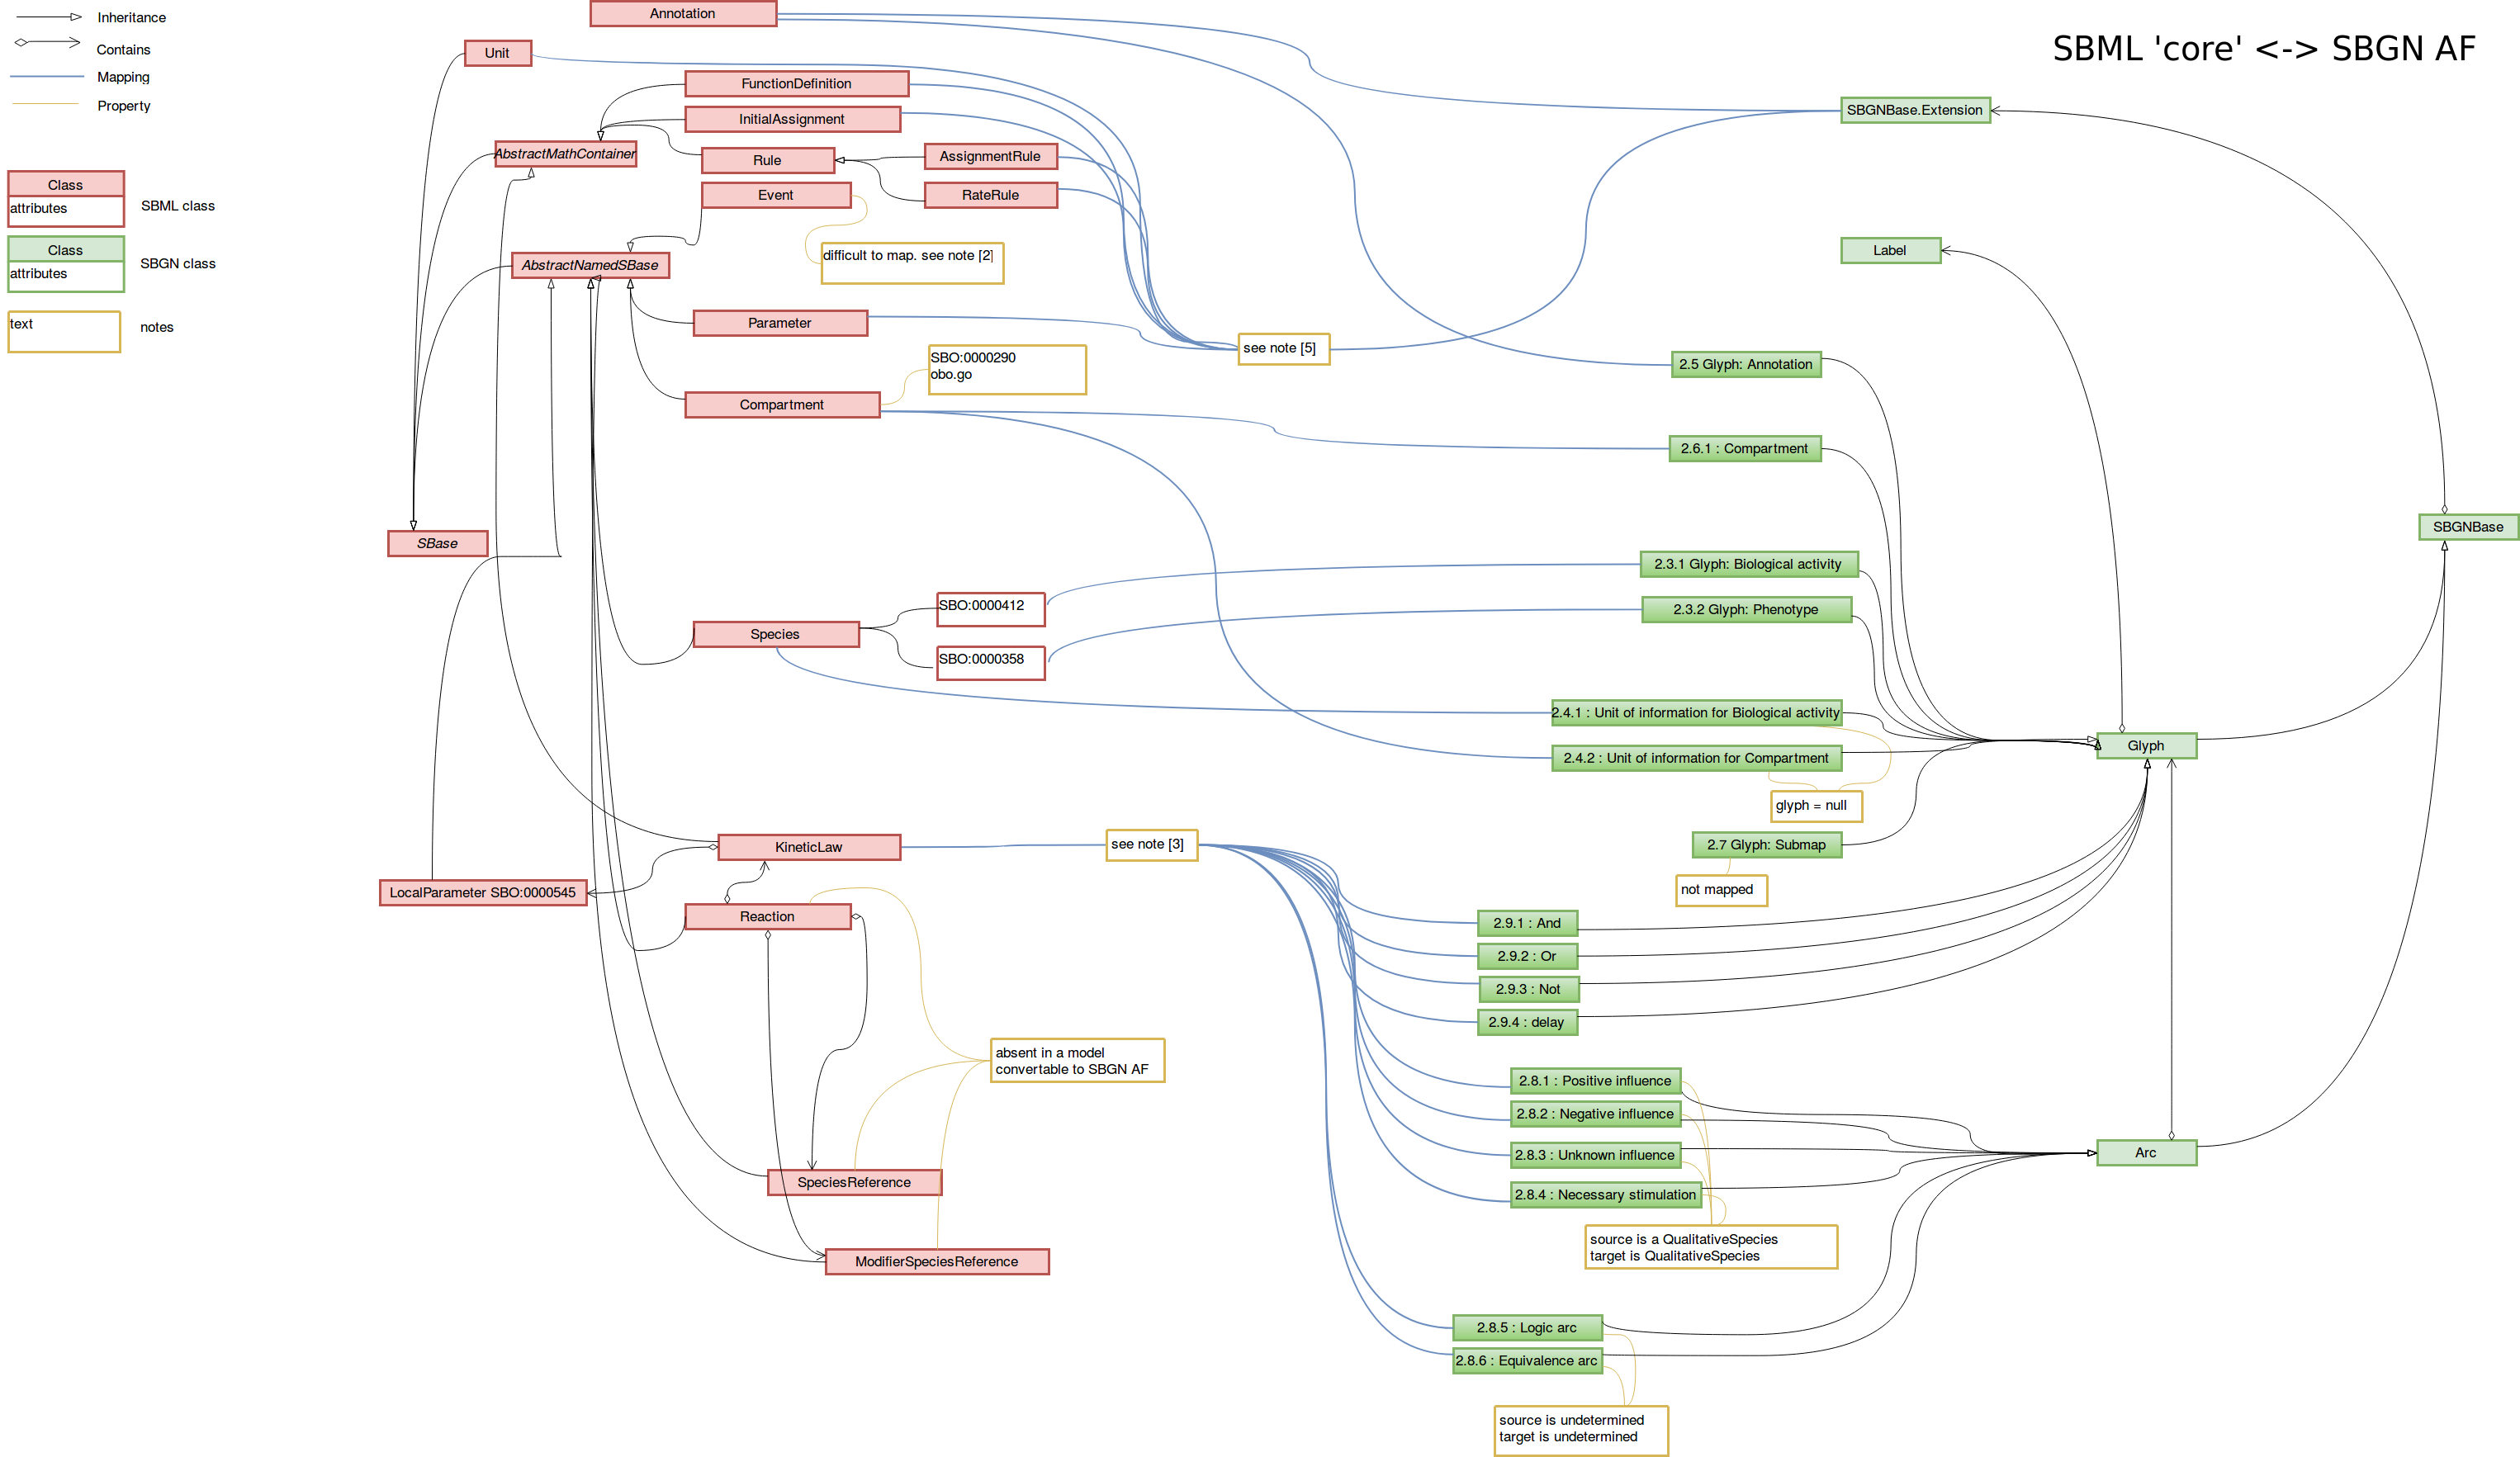 Inheritance
Contains
Mapping
Property
Class
attributes
SBML class
Class
attributes
SBGN class
text
notes
SBML 'core' <-> SBGN AF
Annotation
Unit
FunctionDefinition
InitialAssignment
AbstractMathContainer
Rule
AssignmentRule
Event
RateRule
difficult to map. see note [2]
AbstractNamedSBase
Parameter
see note [5]
SBO:0000290
obo.go
Compartment
SBase
SBO:0000412
Species
SBO:0000358
KineticLaw
see note [3]
LocalParameter SBO:0000545
Reaction
absent in a model
convertable to SBGN AF
SpeciesReference
ModifierSpeciesReference
SBGNBase.Extension
Label
2.5 Glyph: Annotation
2.6.1 : Compartment
SBGNBase
2.3.1 Glyph: Biological activity
2.3.2 Glyph: Phenotype
2.4.1 : Unit of information for Biological activity
2.4.2 : Unit of information for Compartment
Glyph
glyph = null
2.7 Glyph: Submap
not mapped
2.9.1 : And
2.9.2 : Or
2.9.3 : Not
2.9.4 : delay
2.8.1 : Positive influence
2.8.2 : Negative influence
2.8.3 : Unknown influence
2.8.4 : Necessary stimulation
Arc
source is a QualitativeSpecies
target is QualitativeSpecies
2.8.5 : Logic arc
2.8.6 : Equivalence arc
source is undetermined
target is undetermined